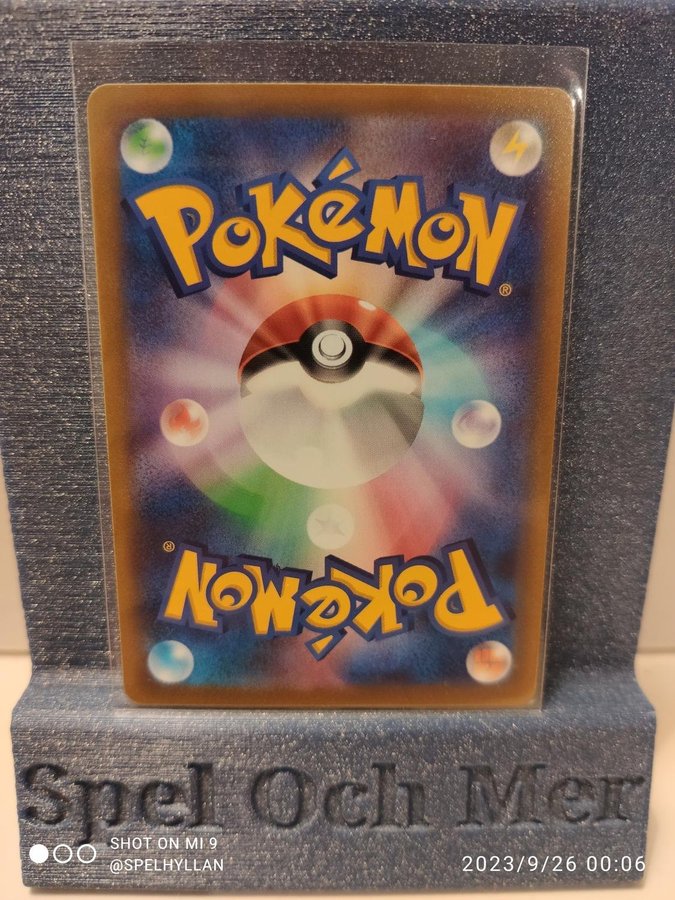 POKéMON
®
®
POKéMON
Spel Och Mer
SHOT ON MI 9
@SPELHYLLAN
2023/9/26 00:06